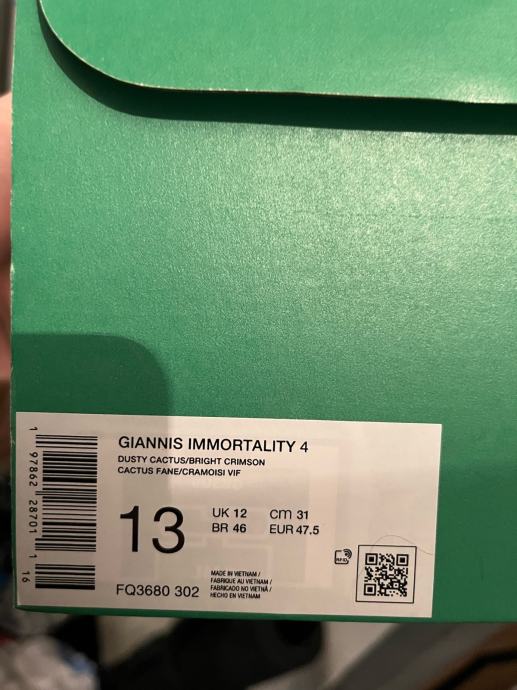 GIANNIS IMMORTALITY 4
DUSTY CACTUS/BRIGHT CRIMSON
CACTUS FANE/CRAMOISI VIF
13
UK 12 cm 31
BR 46 EUR 47.5
FQ3680 302
MADE IN VIETNAM /
FABRIQUE AU VIETNAM /
FABRICADO NO VIETNÃ /
HECHO EN VIETNAM
RFID
1 97862 28701 1 16